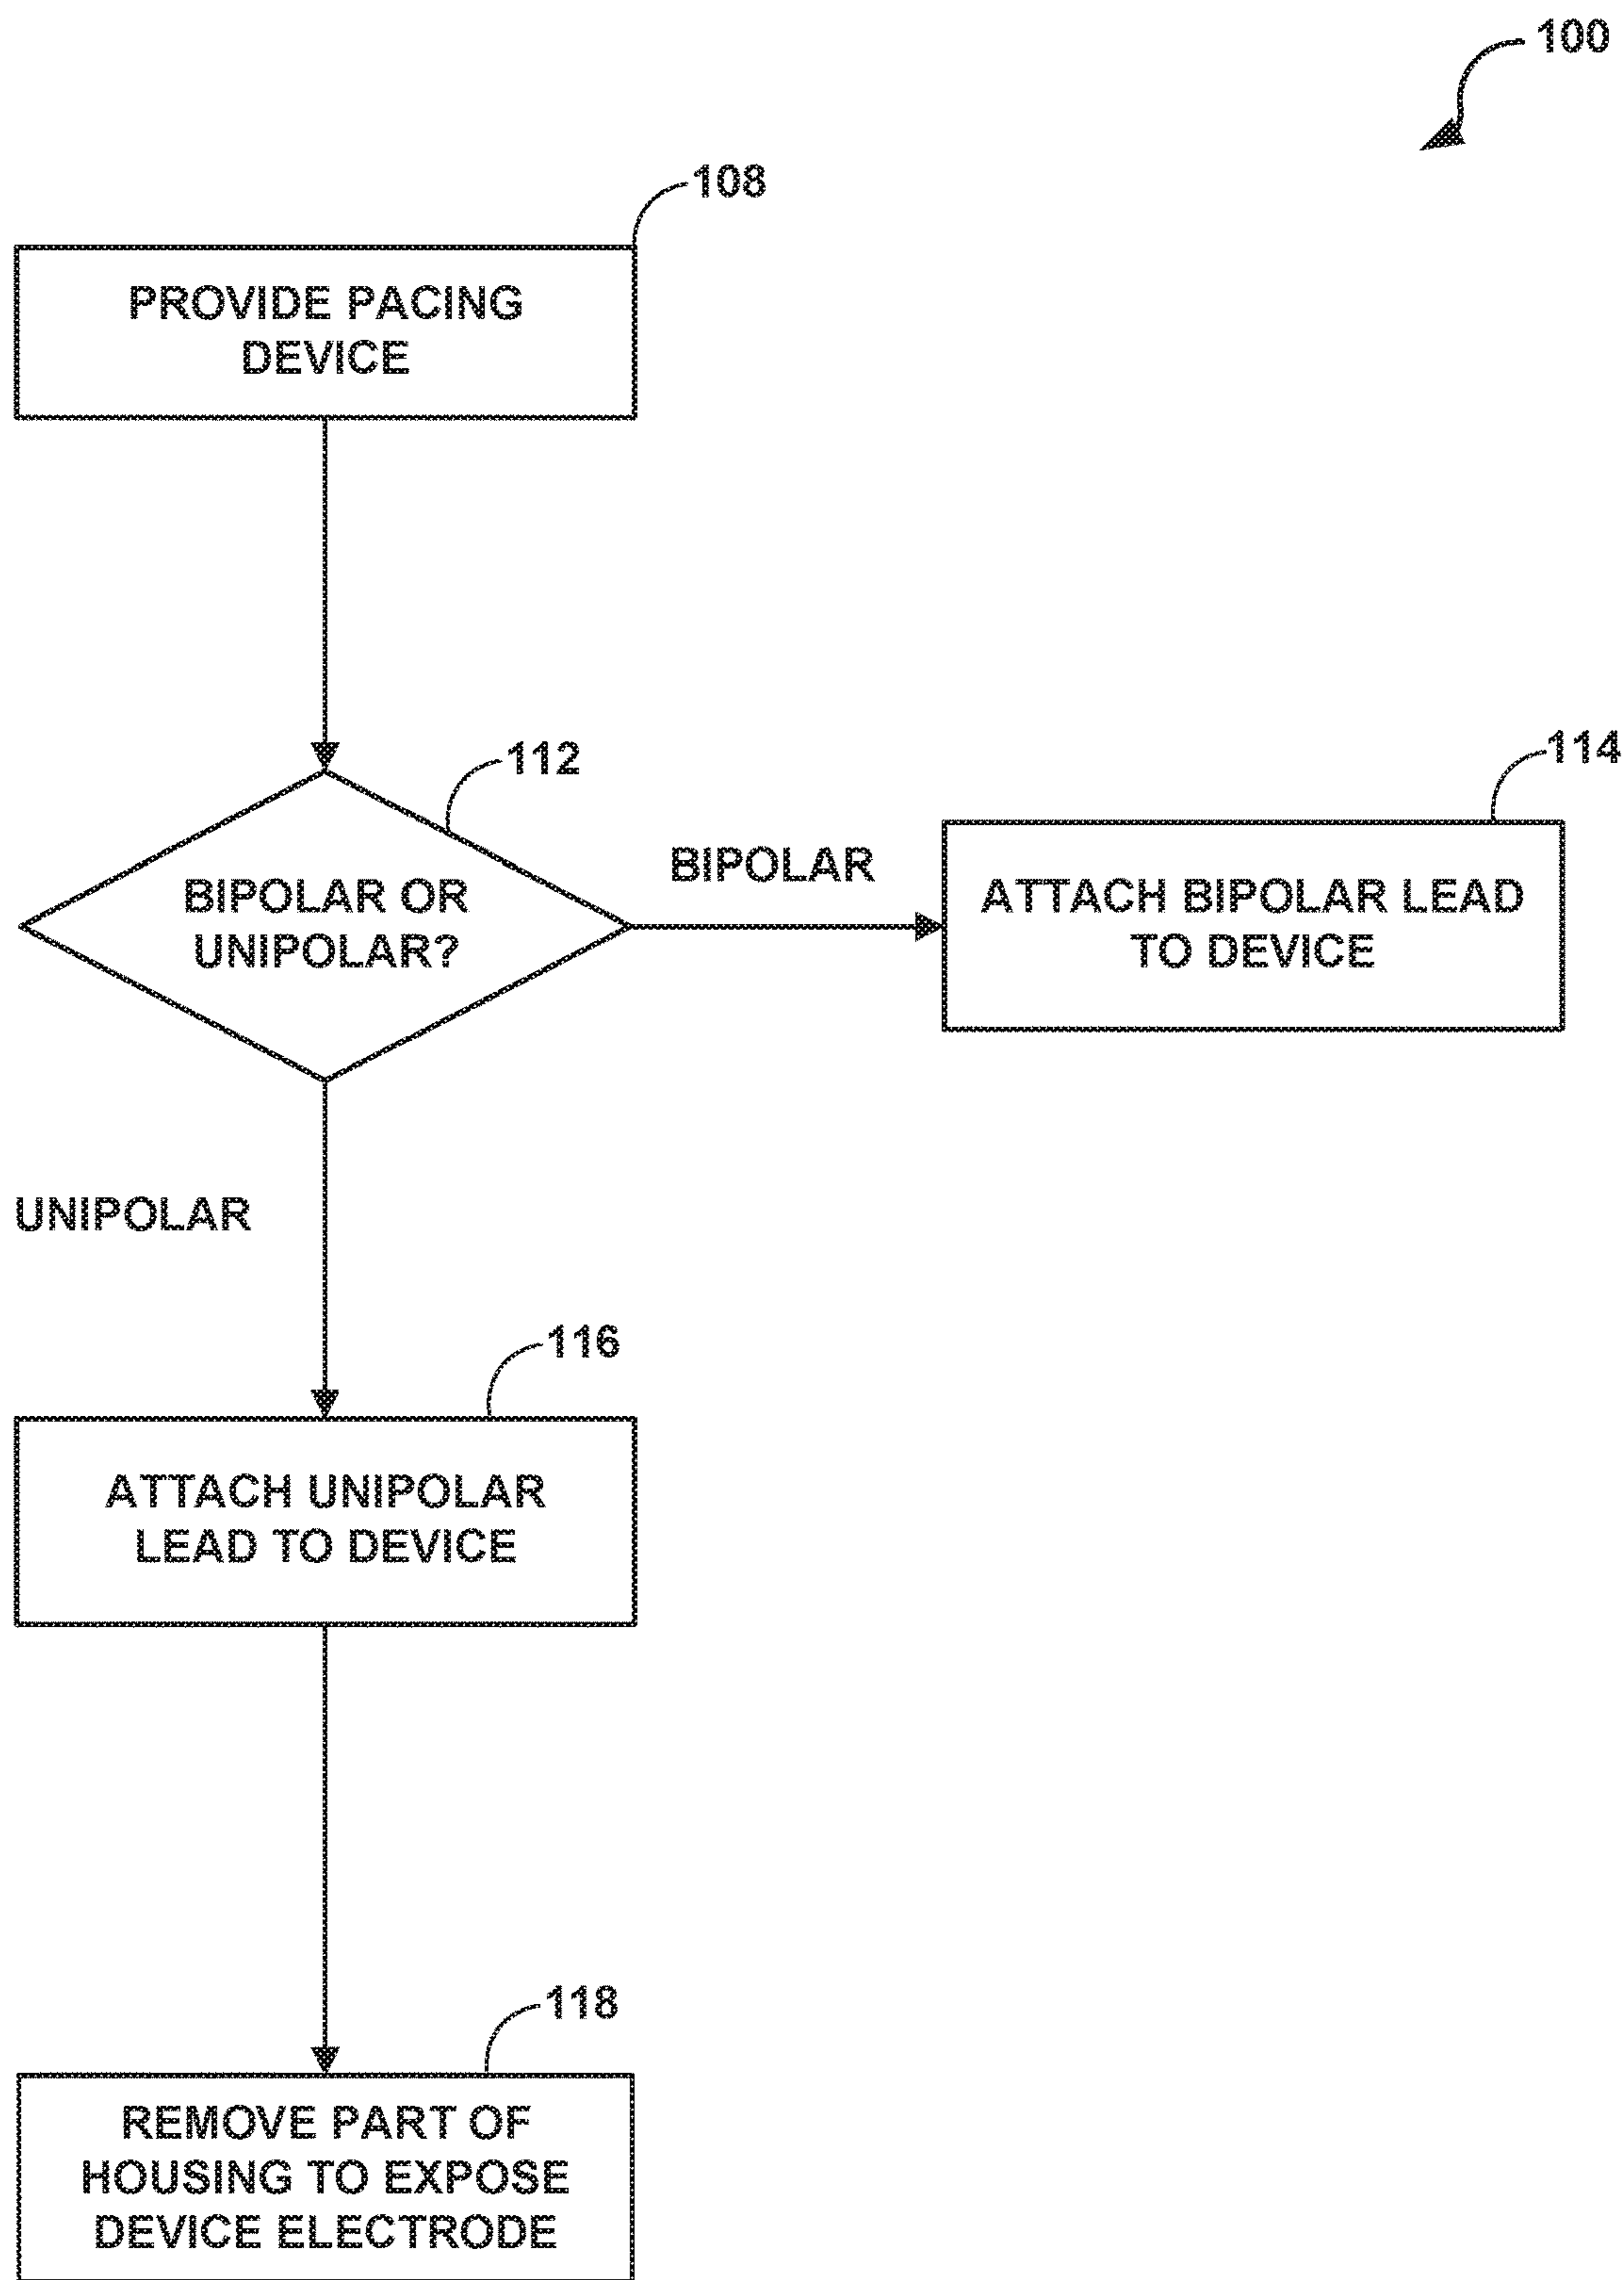 100
108
PROVIDE PACING
DEVICE
112
BIPOLAR OR
UNIPOLAR?
BIPOLAR
114
ATTACH BIPOLAR LEAD
TO DEVICE
UNIPOLAR
116
ATTACH UNIPOLAR
LEAD TO DEVICE
118
REMOVE PART OF
HOUSING TO EXPOSE
DEVICE ELECTRODE